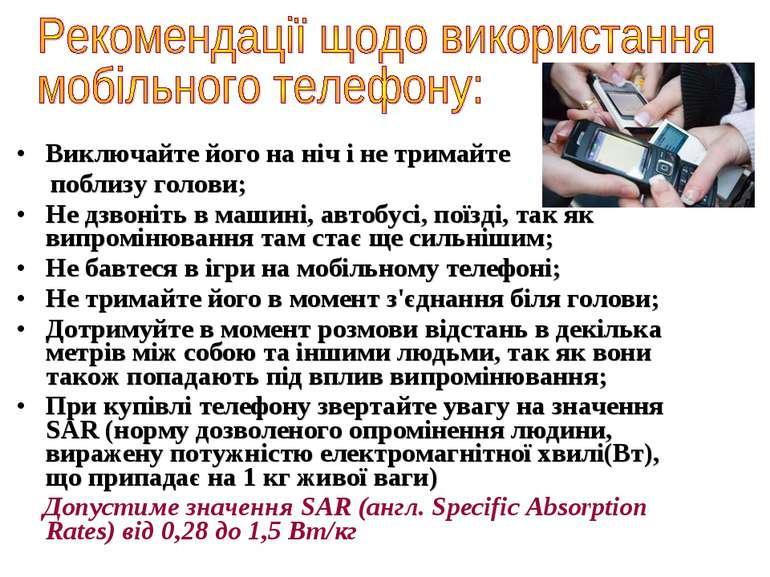 Рекомендації щодо використання
мобільного телефону:
• Виключайте його на ніч і не тримайте
поблизу голови;
• Не дзвоніть в машині, автобусі, поїзді, так як
випромінювання там стає ще сильнішим;
• Не бавтеся в ігри на мобільному телефоні;
• Не тримайте його в момент з'єднання біля голови;
• Дотримуйте в момент розмови відстань в декілька
метрів між собою та іншими людьми, так як вони
також попадають під вплив випромінювання;
• При купівлі телефону звертайте увагу на значення
SAR (норму дозволеного опромінення людини,
виражену потужністю електромагнітної хвилі(Вт),
що припадає на 1 кг живої ваги)
Допустиме значення SAR (англ. Specific Absorption
Rates) від 0,28 до 1,5 Вт/кг